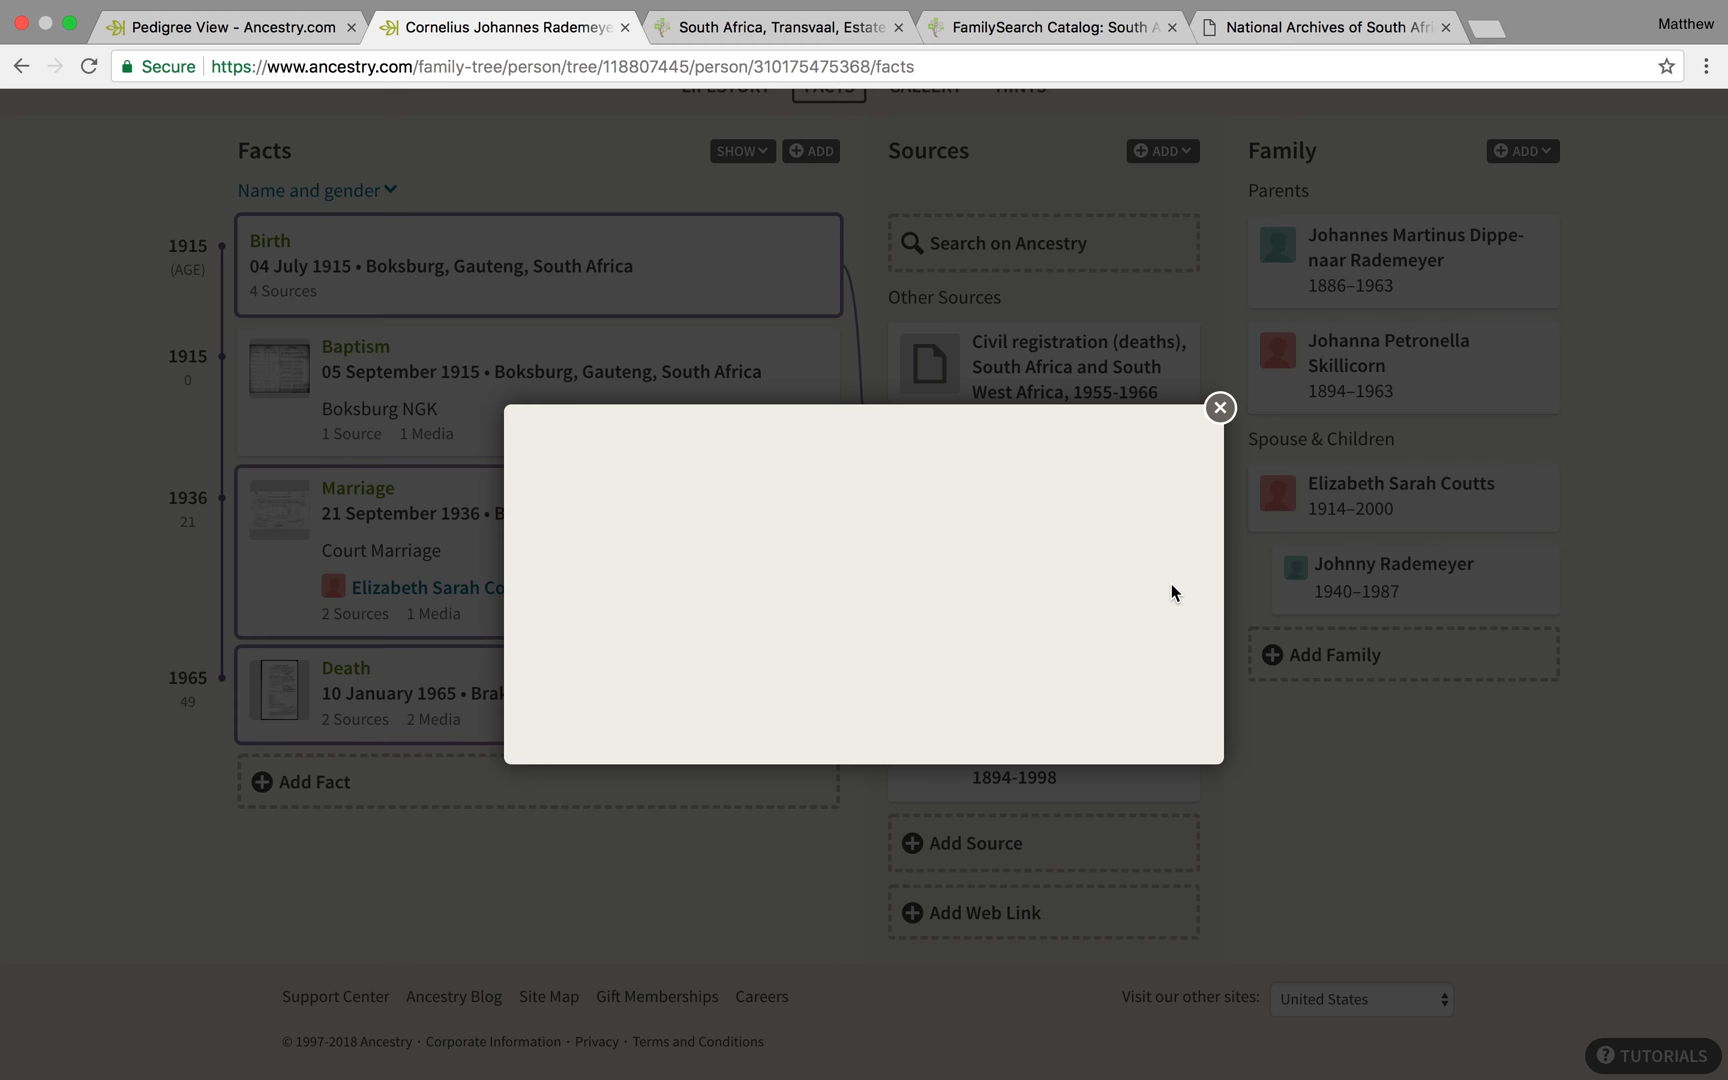 Pedigree View - Ancestry.com
Cornelius Johannes Rademeye
South Africa, Transvaal, Estate
FamilySearch Catalog: South A
National Archives of South Afri
Matthew
Secure
https://www.ancestry.com/family-tree/person/tree/118807445/person/310175475368/facts
LIFESTORY
FACTS
GALLERY
HINTS
Facts
SHOW
ADD
Name and gender
1915
(AGE)
Birth
04 July 1915 • Boksburg, Gauteng, South Africa
4 Sources
1915
0
Baptism
05 September 1915 • Boksburg, Gauteng, South Africa
Boksburg NGK
1 Source 1 Media
1936
21
Marriage
21 September 1936 • B
Court Marriage
Elizabeth Sarah Co
2 Sources 1 Media
1965
49
Death
10 January 1965 • Brak
2 Sources 2 Media
Add Fact
Sources
ADD
Search on Ancestry
Other Sources
Civil registration (deaths),
South Africa and South
West Africa, 1955-1966
1894-1998
Add Source
Add Web Link
Family
ADD
Parents
Johannes Martinus Dippe-
naar Rademeyer
1886–1963
Johanna Petronella
Skillicorn
1894–1963
Spouse & Children
Elizabeth Sarah Coutts
1914–2000
Johnny Rademeyer
1940–1987
Add Family
Support Center Ancestry Blog Site Map Gift Memberships Careers
Visit our other sites: United States
© 1997-2018 Ancestry · Corporate Information · Privacy · Terms and Conditions
TUTORIALS